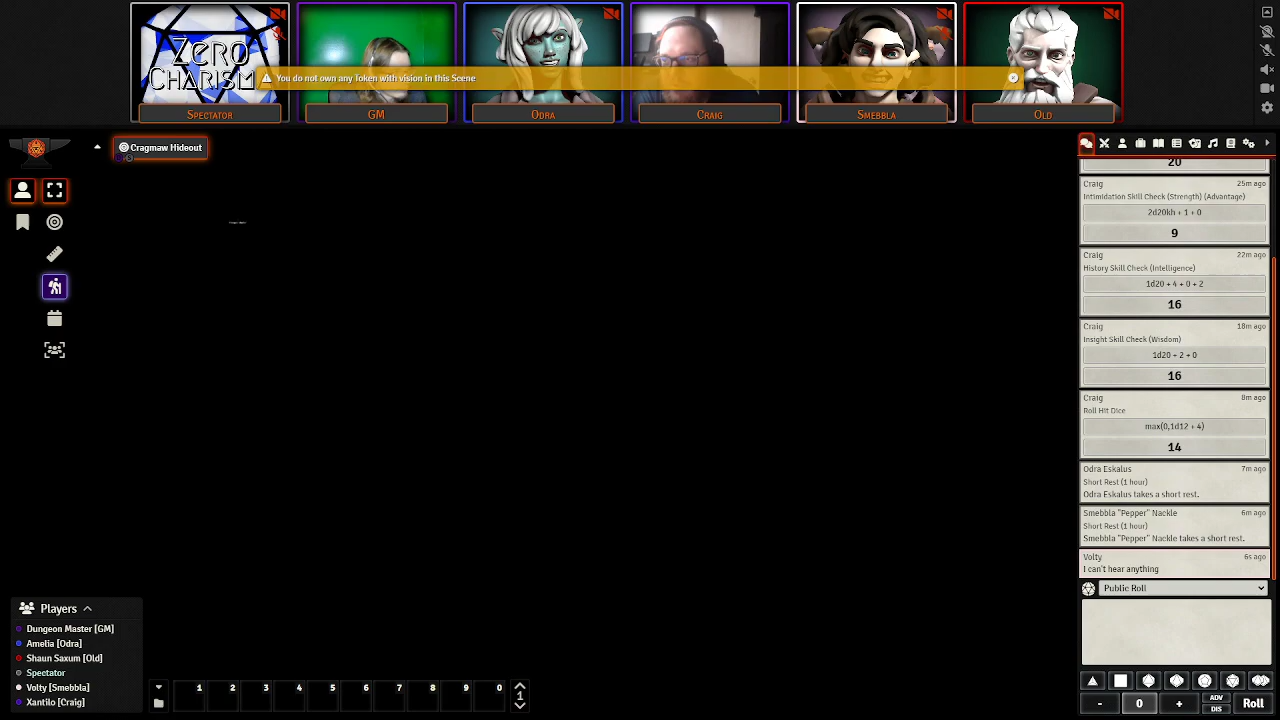 ZERO
CHARISM
You do not own any Token with vision in this Scene
Spectator
GM
Odra
Craig
Smebbla
Old
Cragmaw Hideout
20
Craig
25m ago
Intimidation Skill Check (Strength) (Advantage)
2d20kh + 1 + 0
9
Craig
22m ago
History Skill Check (Intelligence)
1d20 + 4 + 0 + 2
16
Craig
18m ago
Insight Skill Check (Wisdom)
1d20 + 2 + 0
16
Craig
8m ago
Roll Hit Dice
max(0,1d12 + 4)
14
Odra Eskalus
7m ago
Short Rest (1 hour)
Odra Eskalus takes a short rest.
Smebbla "Pepper" Nackle
6m ago
Short Rest (1 hour)
Smebbla "Pepper" Nackle takes a short rest.
Volty
6s ago
I can't hear anything
Public Roll
Players
Dungeon Master [GM]
Amelia [Odra]
Shaun Saxum [Old]
Spectator
Volty [Smebbla]
Xantilo [Craig]
1 2 3 4 5 6 7 8 9 0
1
- 0 + ADV DIS Roll